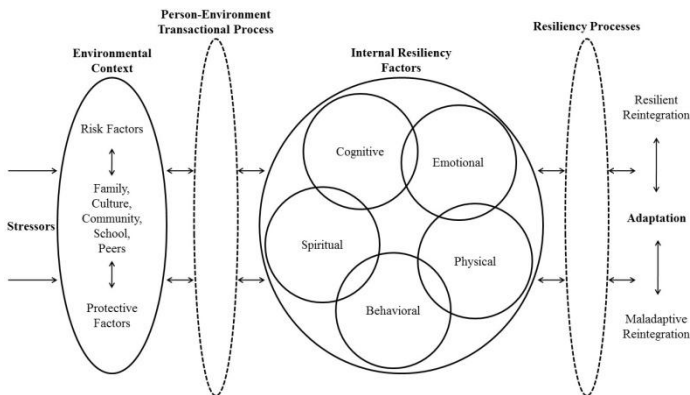 Person-Environment
Transactional Process
Environmental
Context
Internal Resiliency
Factors
Resiliency Processes
Stressors
Risk Factors
Family,
Culture,
Community,
School,
Peers
Protective
Factors
Cognitive
Emotional
Spiritual
Physical
Behavioral
Resilient
Reintegration
Adaptation
Maladaptive
Reintegration